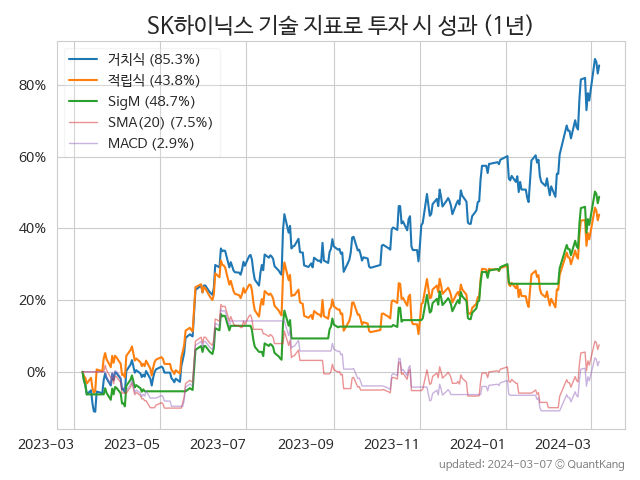 SK하이닉스 기술 지표로 투자 시 성과 (1년)
거치식 (85.3%)
적립식 (43.8%)
SigM (48.7%)
SMA(20) (7.5%)
MACD (2.9%)
80%
60%
40%
20%
0%
2023-03 2023-05 2023-07 2023-09 2023-11 2024-01 2024-03
updated: 2024-03-07 © QuantKang